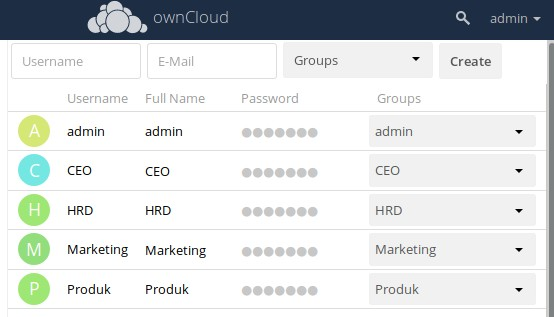 ownCloud admin
Username E-Mail Groups Create
Username Full Name Password Groups
A admin admin admin
C CEO CEO CEO
H HRD HRD HRD
M Marketing Marketing Marketing
P Produk Produk Produk